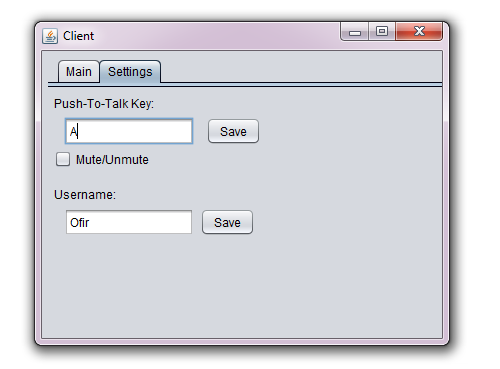 Client
Main Settings
Push-To-Talk Key:
A Save
Mute/Unmute
Username:
Ofir Save